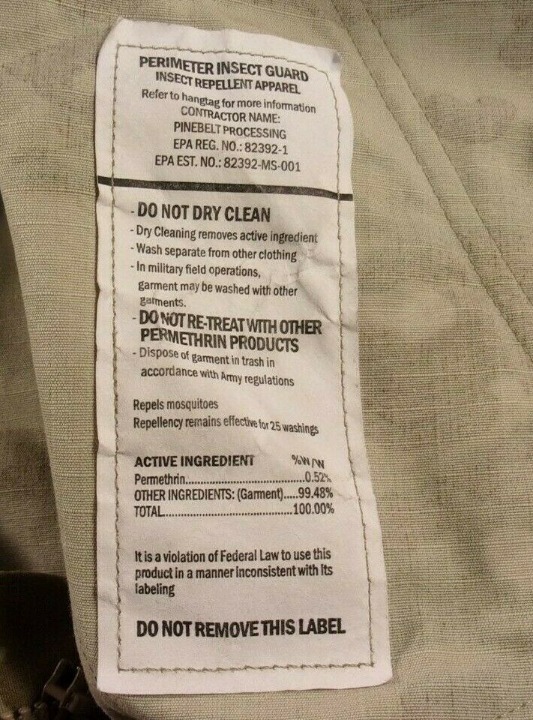 PERIMETER INSECT GUARD
INSECT REPELLENT APPAREL
Refer to hangtag for more information
CONTRACTOR NAME:
PINEBELT PROCESSING
EPA REG. NO.: 82392-1
EPA EST. NO.: 82392-MS-001
- DO NOT DRY CLEAN
- Dry Cleaning removes active ingredient
- Wash separate from other clothing
- In military field operations,
garment may be washed with other
garments.
- DO NOT RE-TREAT WITH OTHER
PERMETHRIN PRODUCTS
- Dispose of garment in trash in
accordance with Army regulations
Repels mosquitoes
Repellency remains effective for 25 washings
ACTIVE INGREDIENT %W/W
Permethrin..............................0.52%
OTHER INGREDIENTS: (Garment).....99.48%
TOTAL.................................100.00%
It is a violation of Federal Law to use this
product in a manner inconsistent with its
labeling
DO NOT REMOVE THIS LABEL